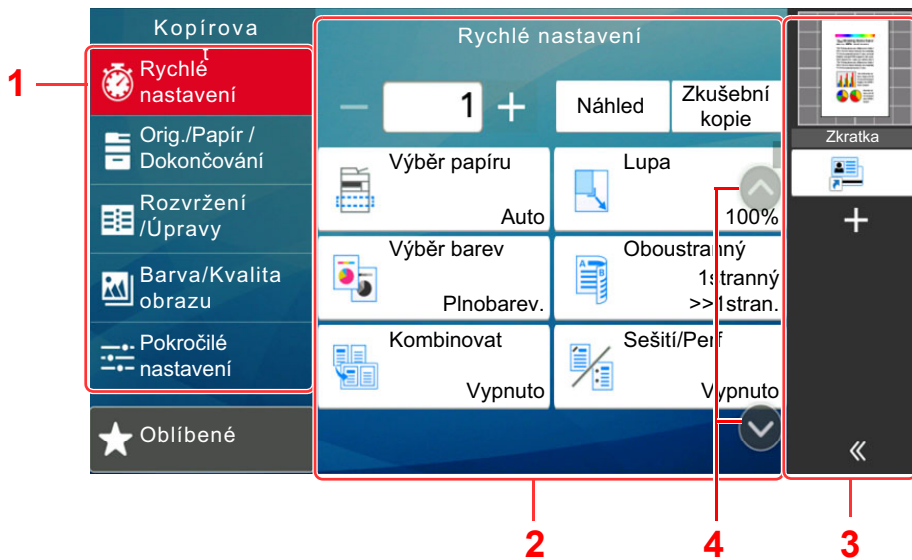 Kopírova
t
Rychlé
nastavení
Orig./Papír /
Dokončování
Rozvržení
/Úpravy
Barva/Kvalita
obrazu
Pokročilé
nastavení
Oblíbené
Rychlé nastavení
1
Náhled
Zkušební
kopie
Výběr papíru
Auto
Lupa
100%
Výběr barev
Plnobarev.
Oboustranný
1stranný
>>1stran.
Kombinovat
Vypnuto
Sešití/Perf
Vypnuto
Zkratka
1
2
4
3